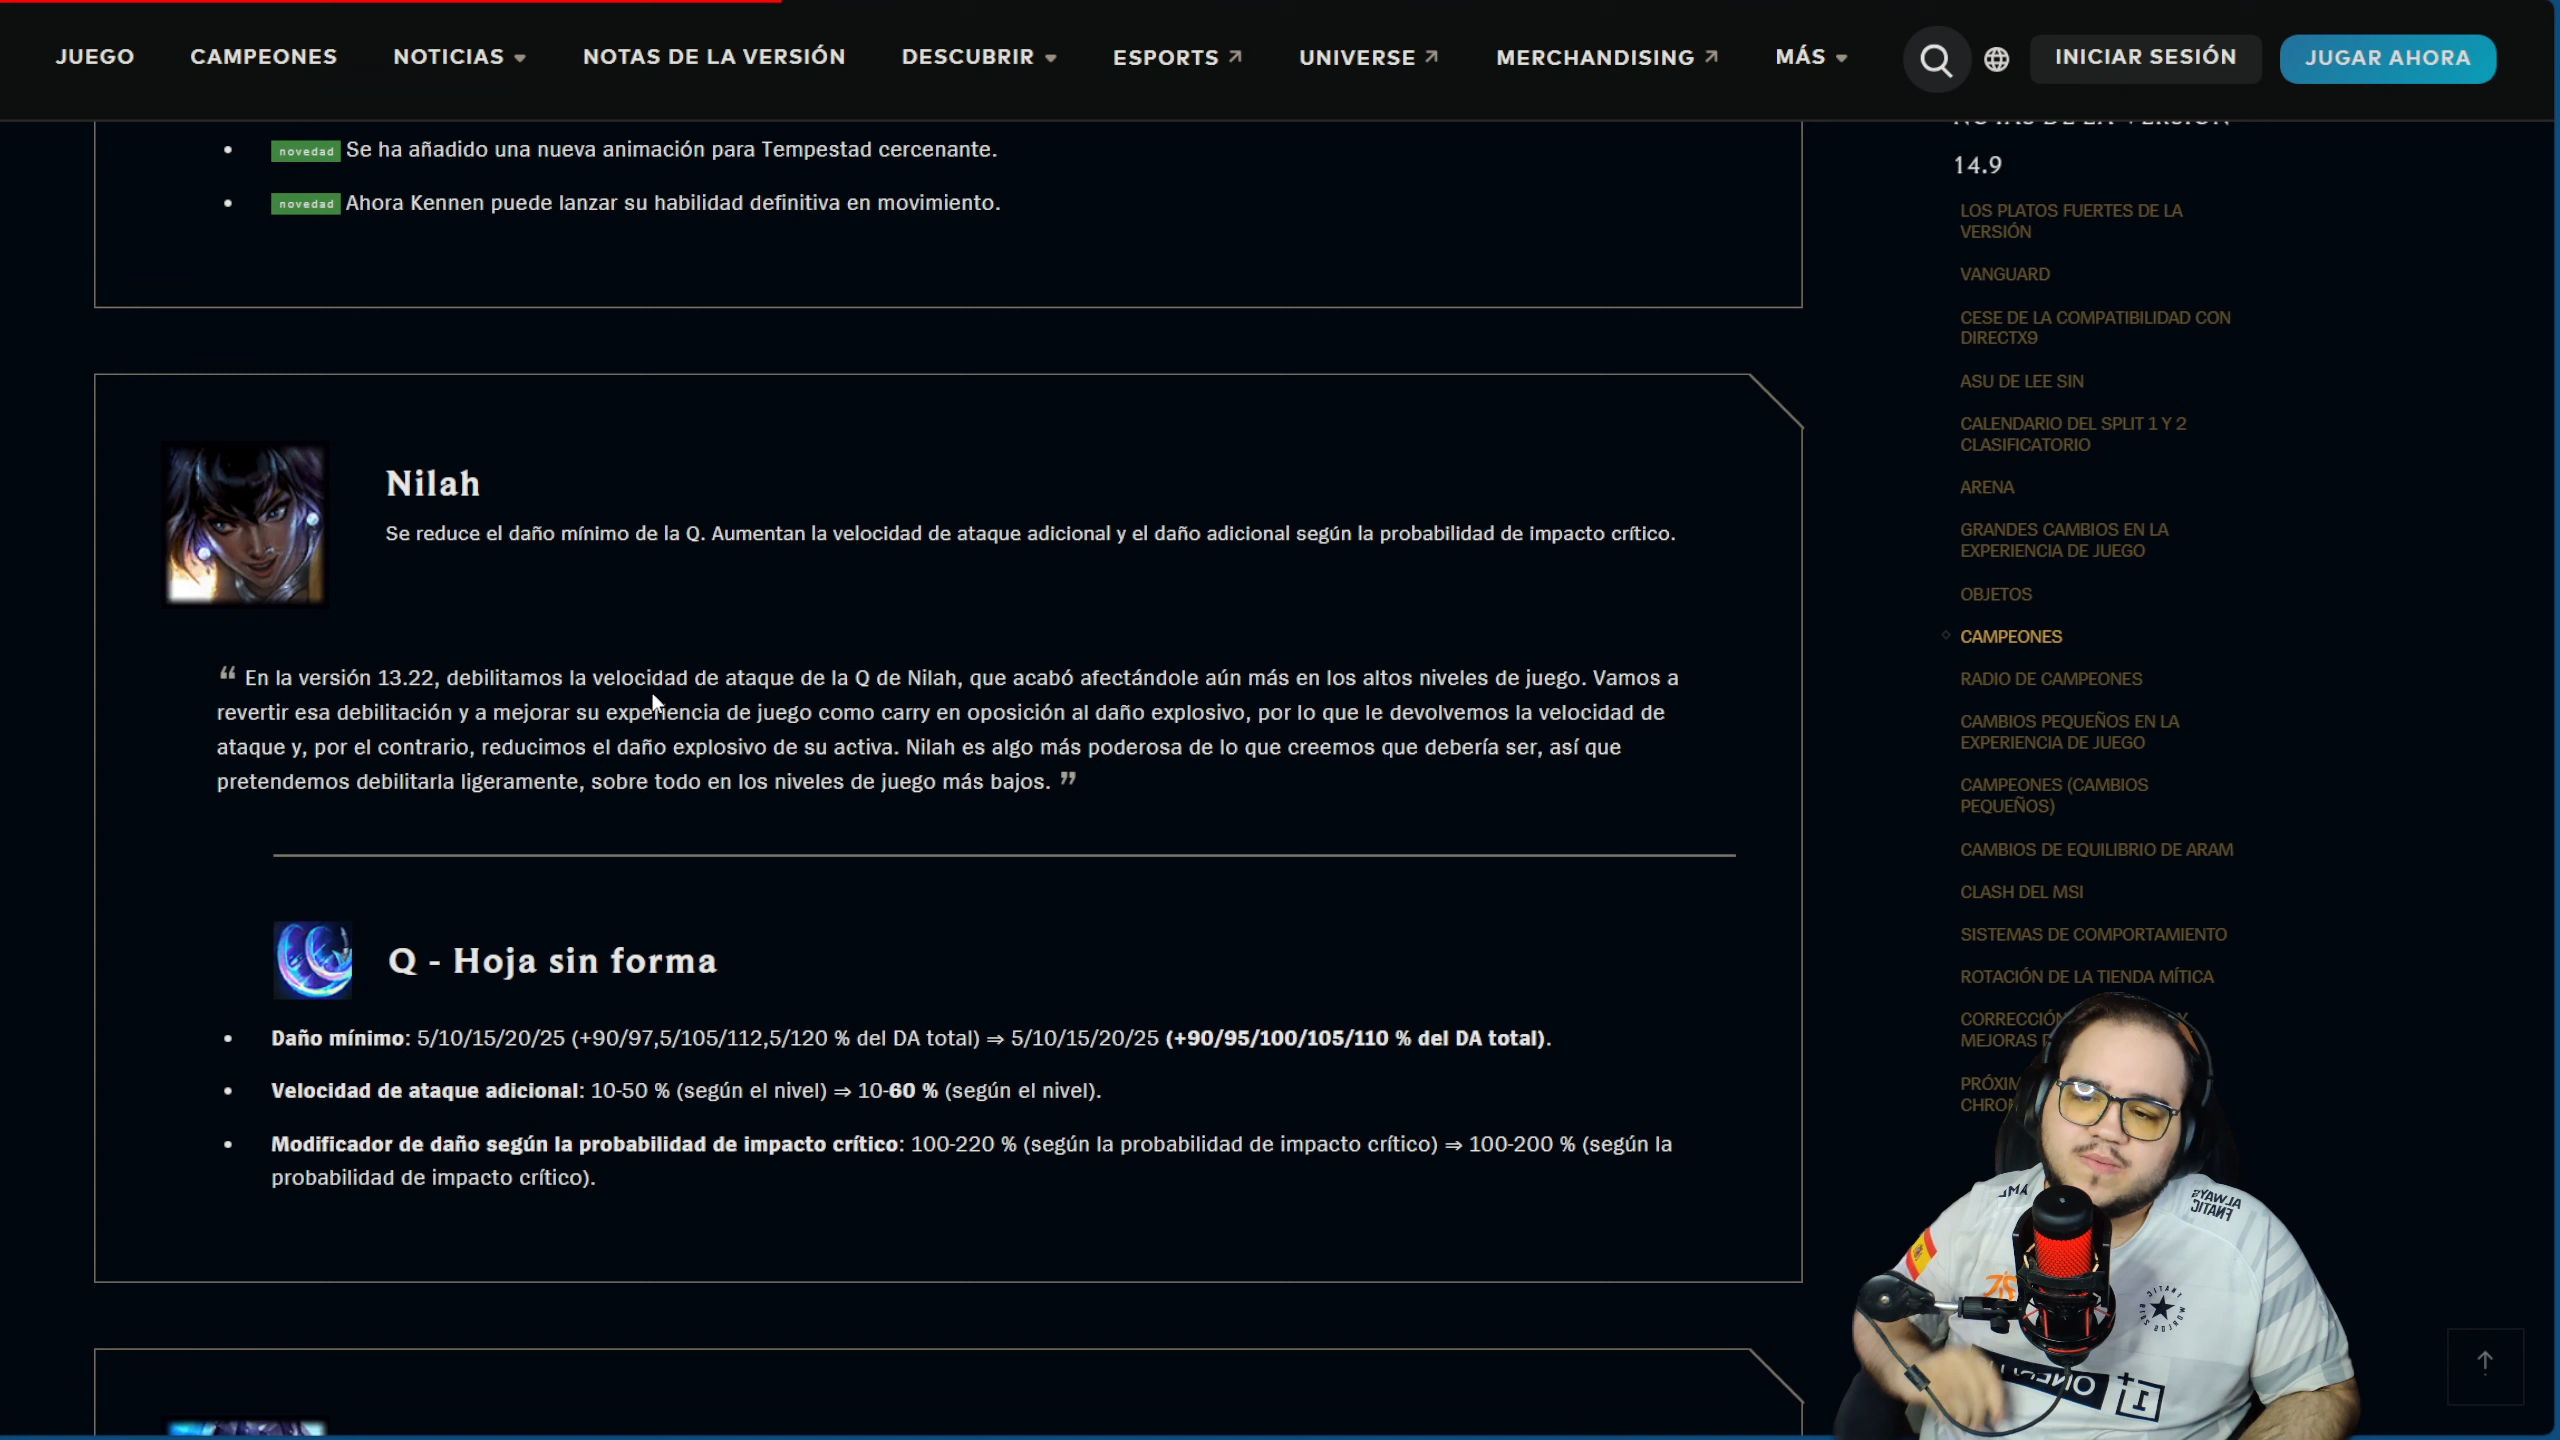 JUEGO CAMPEONES NOTICIAS NOTAS DE LA VERSIÓN DESCUBRIR ESPORTS UNIVERSE MERCHANDISING MÁS INICIAR SESIÓN JUGAR AHORA
novedad Se ha añadido una nueva animación para Tempestad cercenante.
novedad Ahora Kennen puede lanzar su habilidad definitiva en movimiento.
Nilah
Se reduce el daño mínimo de la Q. Aumentan la velocidad de ataque adicional y el daño adicional según la probabilidad de impacto crítico.
“ En la versión 13.22, debilitamos la velocidad de ataque de la Q de Nilah, que acabó afectándole aún más en los altos niveles de juego. Vamos a
revertir esa debilitación y a mejorar su experiencia de juego como carry en oposición al daño explosivo, por lo que le devolvemos la velocidad de
ataque y, por el contrario, reducimos el daño explosivo de su activa. Nilah es algo más poderosa de lo que creemos que debería ser, así que
pretendemos debilitarla ligeramente, sobre todo en los niveles de juego más bajos. ”
Q - Hoja sin forma
Daño mínimo: 5/10/15/20/25 (+90/97,5/105/112,5/120 % del DA total) ⇒ 5/10/15/20/25 (+90/95/100/105/110 % del DA total).
Velocidad de ataque adicional: 10-50 % (según el nivel) ⇒ 10-60 % (según el nivel).
Modificador de daño según la probabilidad de impacto crítico: 100-220 % (según la probabilidad de impacto crítico) ⇒ 100-200 % (según la
probabilidad de impacto crítico).
NOTAS DE LA VERSIÓN
14.9
LOS PLATOS FUERTES DE LA
VERSIÓN
VANGUARD
CESE DE LA COMPATIBILIDAD CON
DIRECTX9
ASU DE LEE SIN
CALENDARIO DEL SPLIT 1 Y 2
CLASIFICATORIO
ARENA
GRANDES CAMBIOS EN LA
EXPERIENCIA DE JUEGO
OBJETOS
CAMPEONES
RADIO DE CAMPEONES
CAMBIOS PEQUEÑOS EN LA
EXPERIENCIA DE JUEGO
CAMPEONES (CAMBIOS
PEQUEÑOS)
CAMBIOS DE EQUILIBRIO DE ARAM
CLASH DEL MSI
SISTEMAS DE COMPORTAMIENTO
ROTACIÓN DE LA TIENDA MÍTICA
MEJORAS
ALWAYS
FNATIC